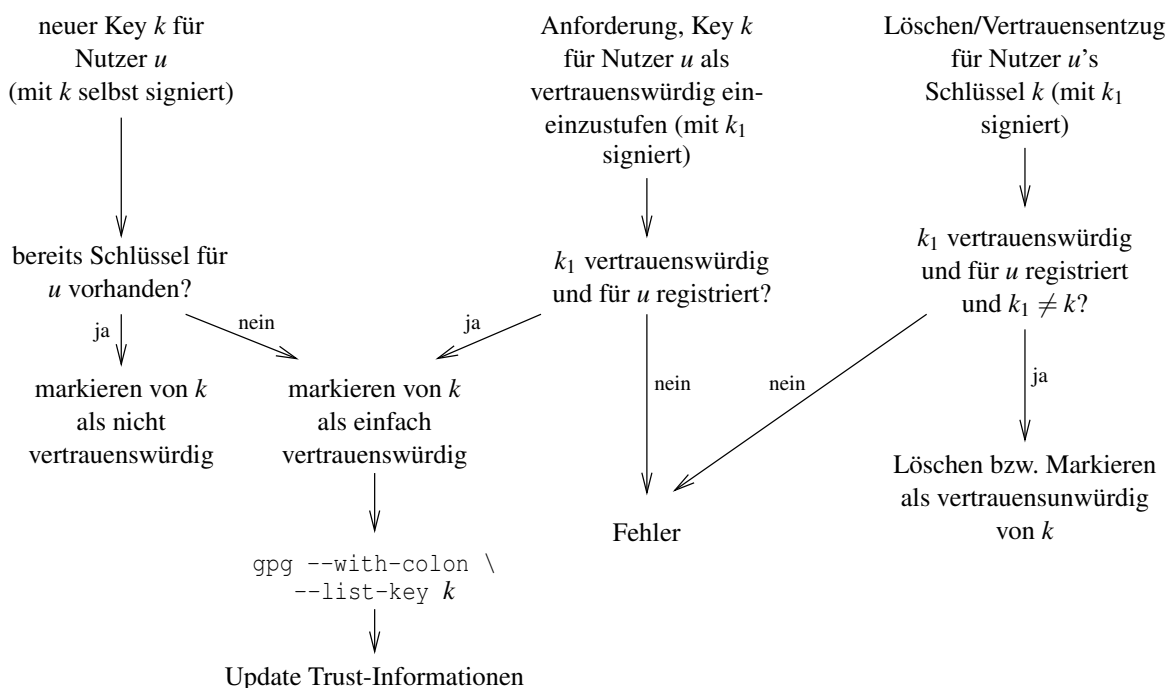 neuer Key k für
Nutzer u
(mit k selbst signiert)
Anforderung, Key k
für Nutzer u als
vertrauenswürdig ein-
einzustufen (mit k₁
signiert)
Löschen/Vertrauensentzug
für Nutzer u's
Schlüssel k (mit k₁
signiert)
bereits Schlüssel für
u vorhanden?
k₁ vertrauenswürdig
und für u registriert?
k₁ vertrauenswürdig
und für u registriert
und k₁ ≠ k?
ja
nein
ja
nein
nein
ja
markieren von k
als nicht
vertrauenswürdig
markieren von k
als einfach
vertrauenswürdig
Löschen bzw. Markieren
als vertrauensunwürdig
von k
Fehler
gpg --with-colon \
--list-key k
Update Trust-Informationen